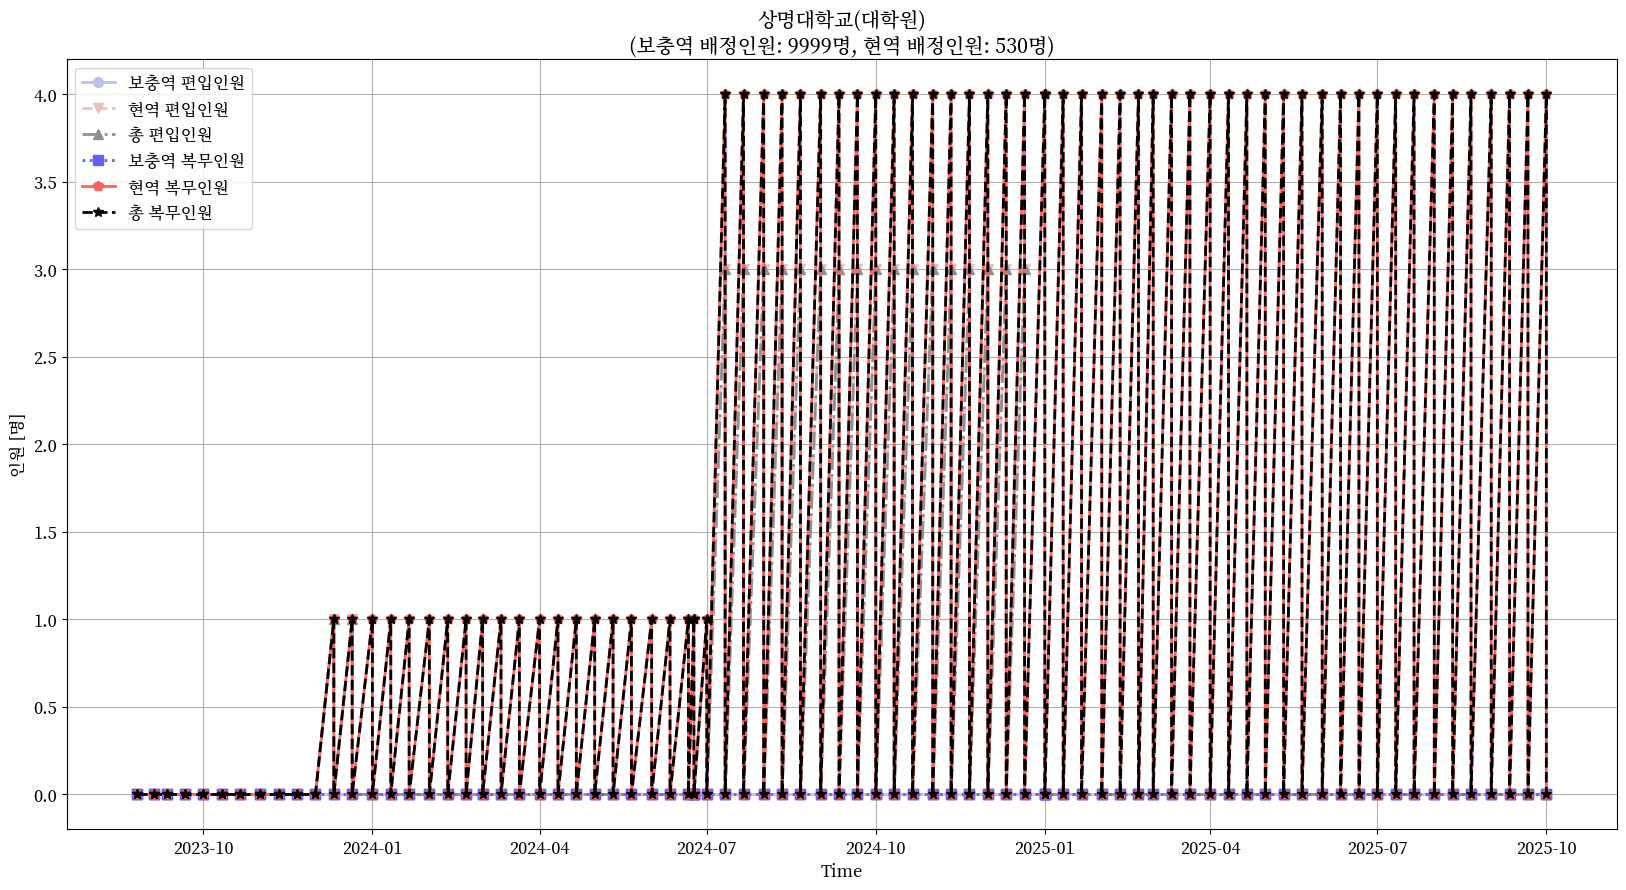 상명대학교(대학원)
(보충역 배정인원: 9999명, 현역 배정인원: 530명)
보충역 편입인원
현역 편입인원
총 편입인원
보충역 복무인원
현역 복무인원
총 복무인원
인원 [명]
4.0
3.5
3.0
2.5
2.0
1.5
1.0
0.5
0.0
2023-10
2024-01
2024-04
2024-07
2024-10
2025-01
2025-04
2025-07
2025-10
Time